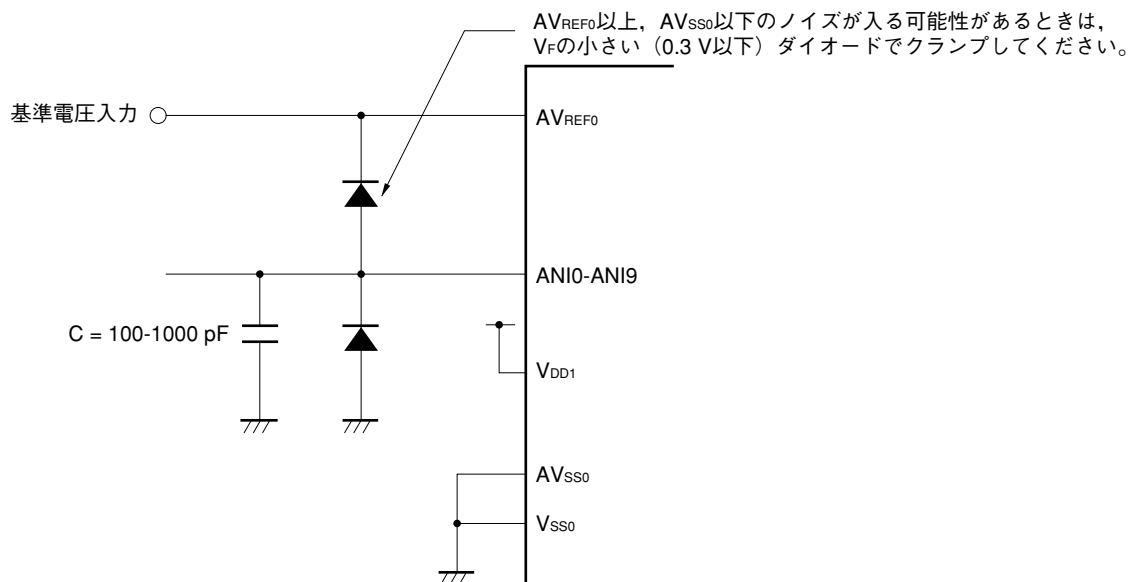 AVREF0以上，AVSS0以下のノイズが入る可能性があるときは，
VFの小さい（0.3 V以下）ダイオードでクランプしてください。
基準電圧入力
AVREF0
ANI0-ANI9
C = 100-1000 pF
VDD1
AVSS0
VSS0